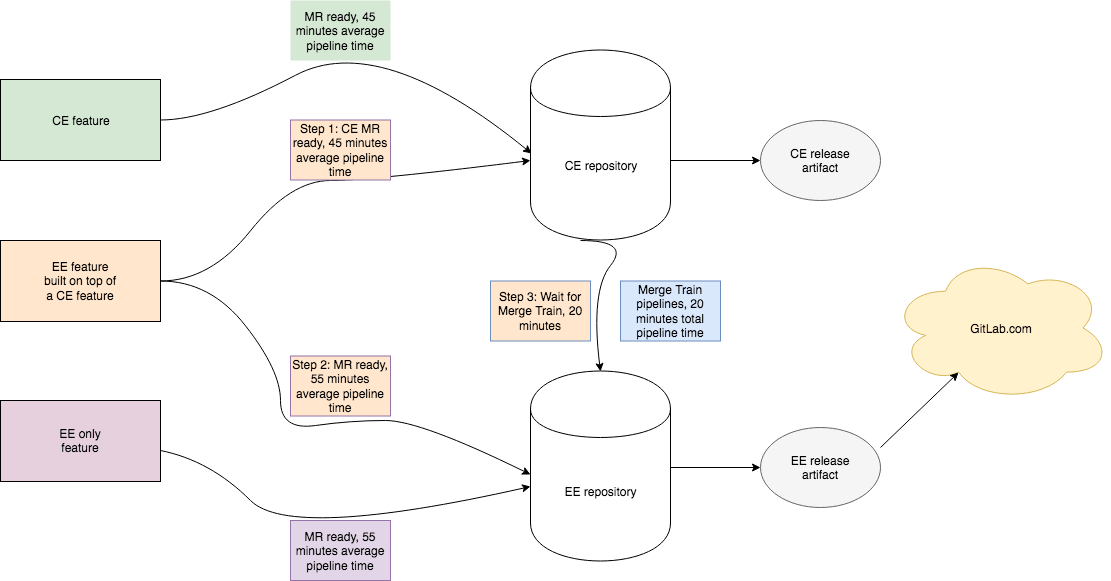 MR ready, 45
minutes average
pipeline time
CE feature
Step 1: CE MR
ready, 45 minutes
average pipeline
time
CE repository
CE release
artifact
EE feature
built on top of
a CE feature
Step 3: Wait for
Merge Train, 20
minutes
Merge Train
pipelines, 20
minutes total
pipeline time
GitLab.com
Step 2: MR ready,
55 minutes
average pipeline
time
EE only
feature
EE repository
EE release
artifact
MR ready, 55
minutes average
pipeline time